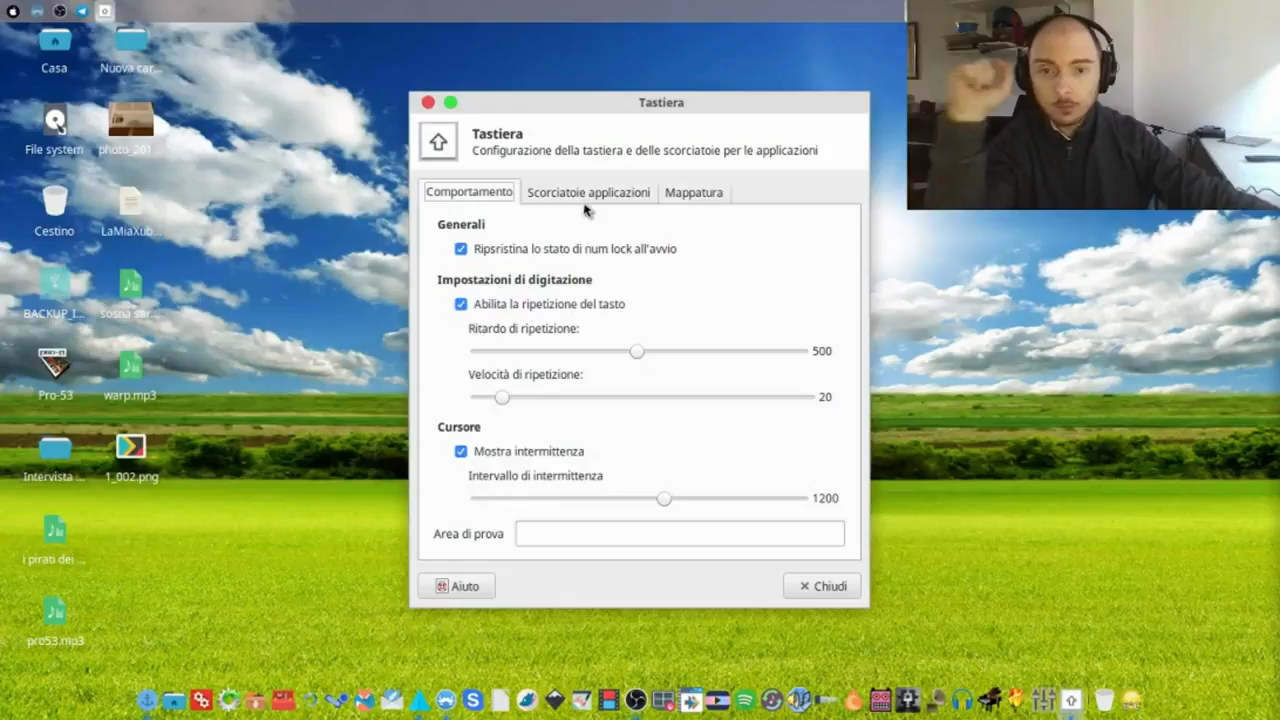 Casa
Nuova car...
File system
photo_201...
Cestino
LaMiaXub...
BACKUP_I...
sosna sar...
Pro-53
warp.mp3
Intervista ...
1_002.png
i pirati dei ...
pro53.mp3
Tastiera
Tastiera
Configurazione della tastiera e delle scorciatoie per le applicazioni
Comportamento
Scorciatoie applicazioni
Mappatura
Generali
Ripsristina lo stato di num lock all'avvio
Impostazioni di digitazione
Abilita la ripetizione del tasto
Ritardo di ripetizione:
500
Velocità di ripetizione:
20
Cursore
Mostra intermittenza
Intervallo di intermittenza
1200
Area di prova
Aiuto
Chiudi